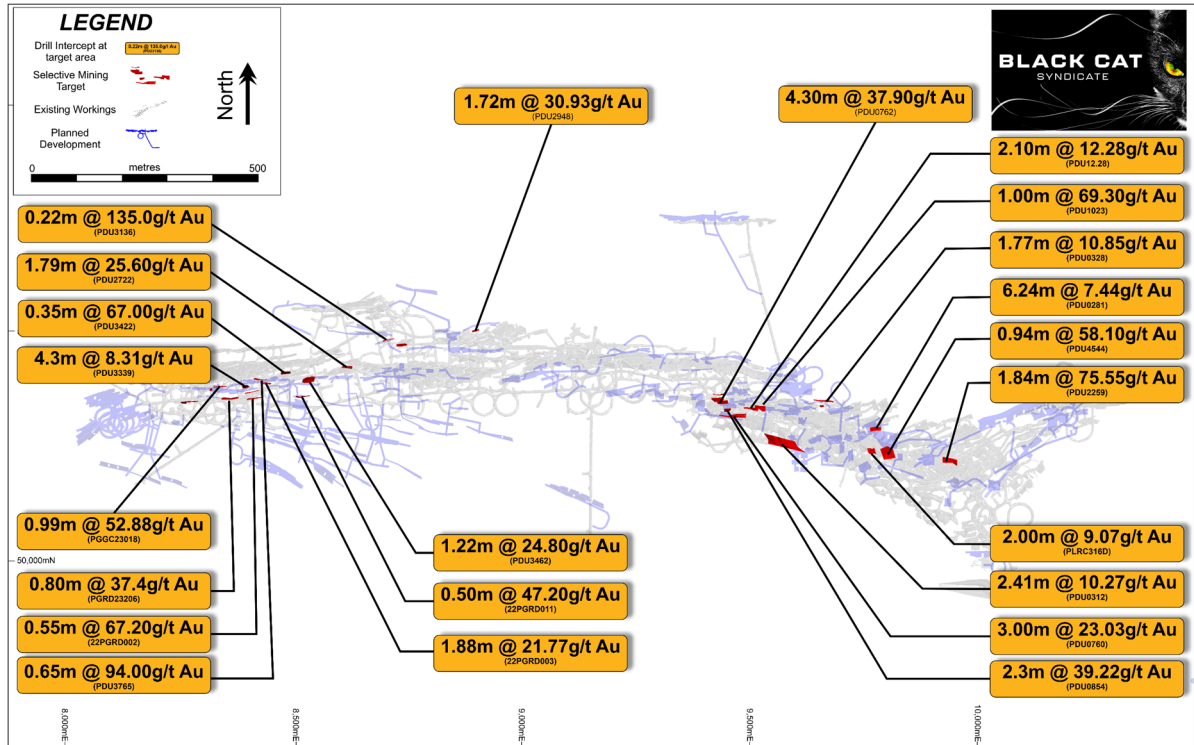 LEGEND
Drill Intercept at
target area
0.22m @ 135.0g/t Au
(PDU3136)
Selective Mining
Target
Existing Workings
Planned
Development
North
metres
0
500
BLACK CAT
SYNDICATE
1.72m @ 30.93g/t Au
(PDU2948)
4.30m @ 37.90g/t Au
(PDU0762)
0.22m @ 135.0g/t Au
(PDU3136)
1.79m @ 25.60g/t Au
(PDU2722)
0.35m @ 67.00g/t Au
(PDU3422)
4.3m @ 8.31g/t Au
(PDU3339)
0.99m @ 52.88g/t Au
(PGGC23018)
0.80m @ 37.4g/t Au
(PGRD23206)
0.55m @ 67.20g/t Au
(22PGRD002)
0.65m @ 94.00g/t Au
(PDU3765)
1.22m @ 24.80g/t Au
(PDU3462)
0.50m @ 47.20g/t Au
(22PGRD011)
1.88m @ 21.77g/t Au
(22PGRD003)
2.10m @ 12.28g/t Au
(PDU12.28)
1.00m @ 69.30g/t Au
(PDU1023)
1.77m @ 10.85g/t Au
(PDU0328)
6.24m @ 7.44g/t Au
(PDU0281)
0.94m @ 58.10g/t Au
(PDU4544)
1.84m @ 75.55g/t Au
(PDU2259)
2.00m @ 9.07g/t Au
(PLRC316D)
2.41m @ 10.27g/t Au
(PDU0312)
3.00m @ 23.03g/t Au
(PDU0760)
2.3m @ 39.22g/t Au
(PDU0854)
50,000mN
8,000mE
8,500mE
9,000mE
9,500mE
10,000mE